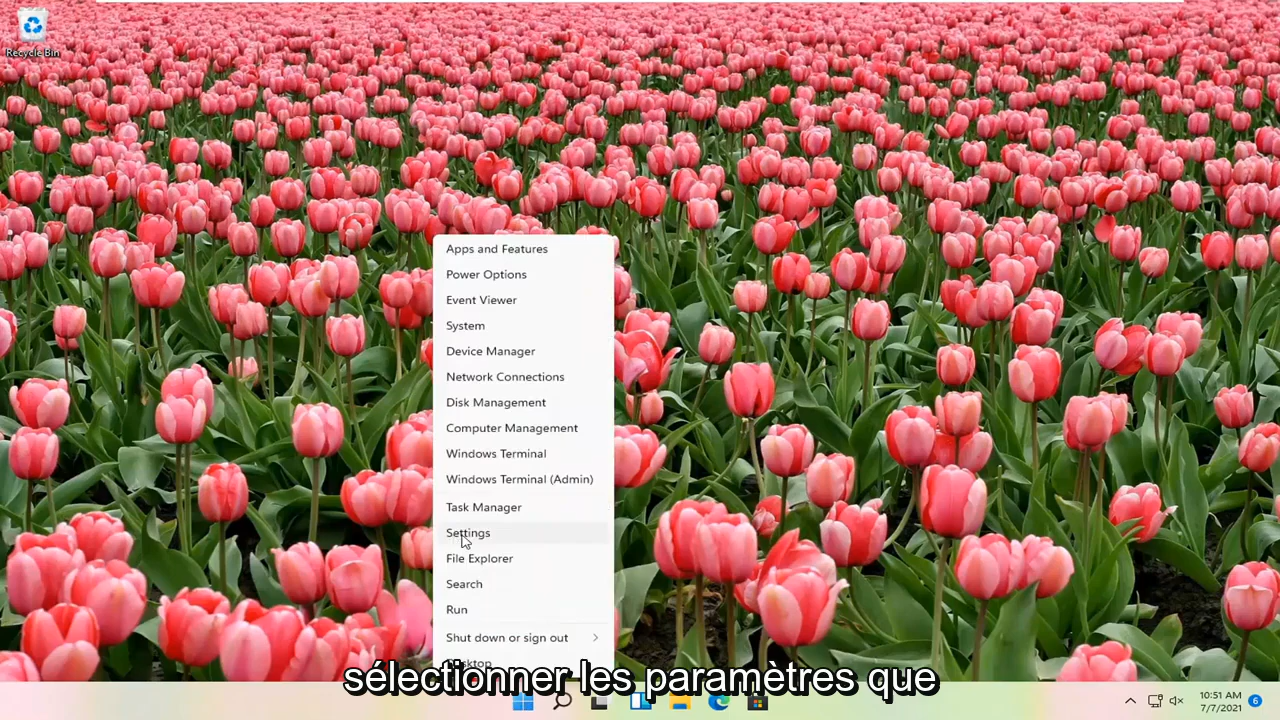 Recycle Bin
Apps and Features
Power Options
Event Viewer
System
Device Manager
Network Connections
Disk Management
Computer Management
Windows Terminal
Windows Terminal (Admin)
Task Manager
Settings
File Explorer
Search
Run
Shut down or sign out
Desktop
sélectionner les paramètres que
10:51 AM
7/7/2021
6